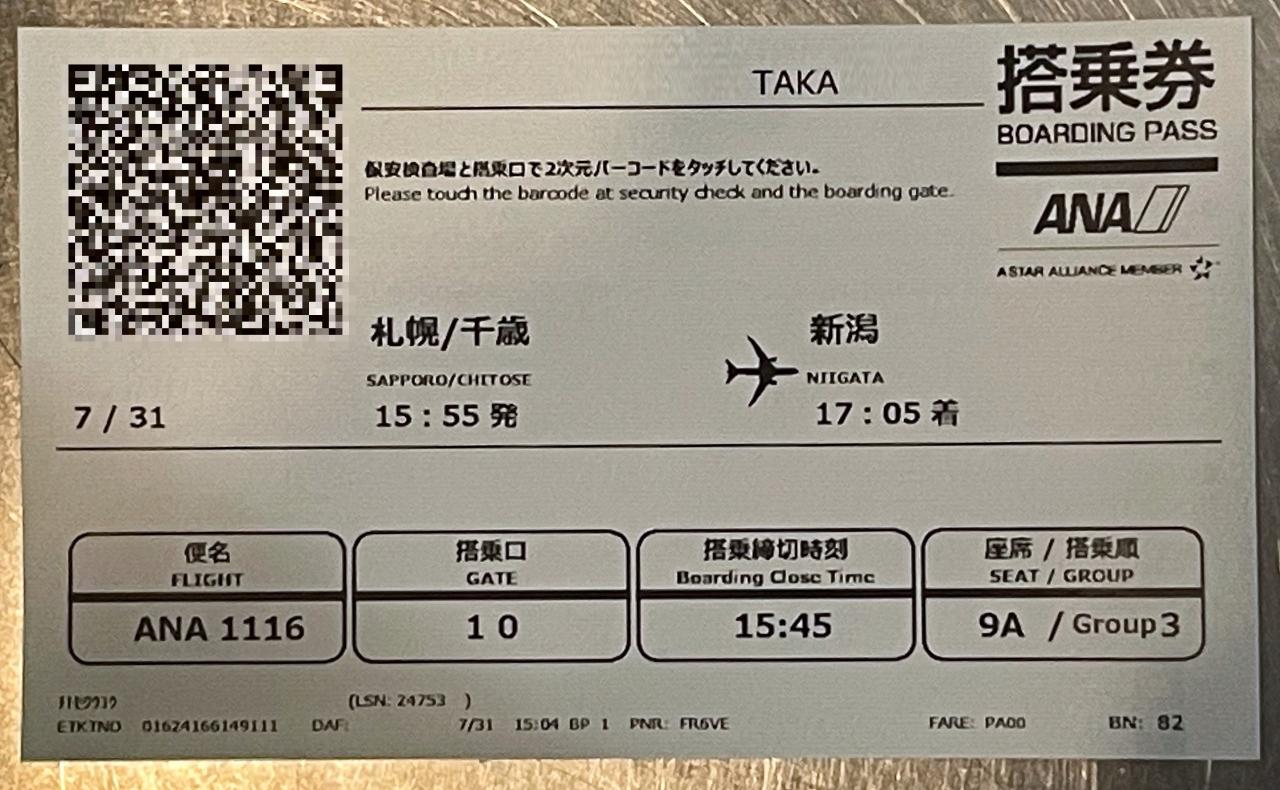 TAKA
搭乗券
BOARDING PASS
保安検査場と搭乗口で2次元バーコードをタッチしてください。
Please touch the barcode at security check and the boarding gate.
ANA
A STAR ALLIANCE MEMBER
札幌/千歳 新潟
SAPPORO/CHITOSE NIIGATA
7 / 31 15:55 発 17:05 着
便名 搭乗口 搭乗締切時刻 座席 / 搭乗順
FLIGHT GATE Boarding Close Time SEAT / GROUP
ANA 1116 10 15:45 9A / Group 3
(LSN: 24753 )
ETKTNO 01624166149111 DAF: 7/31 15:04 BP 1 PNR: FR6VE FARE: PA00 BN: 82